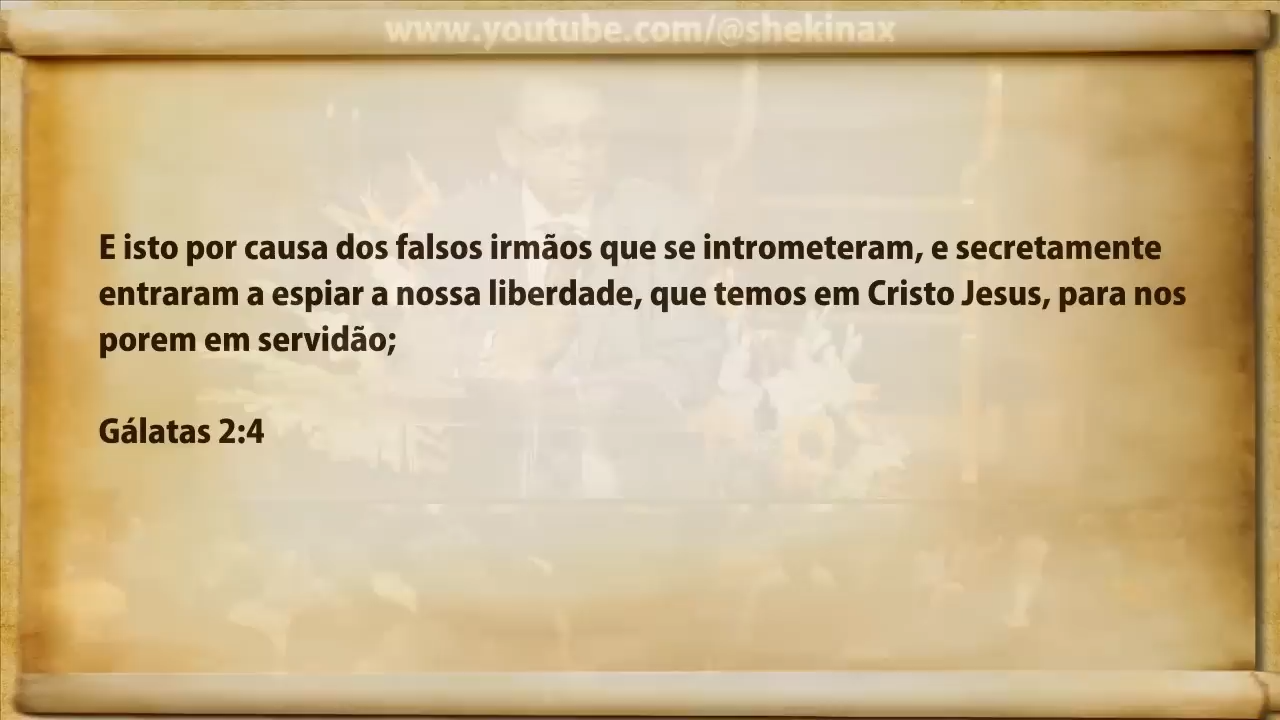 www.youtube.com/@shekinax
E isto por causa dos falsos irmãos que se intrometeram, e secretamente
entraram a espiar a nossa liberdade, que temos em Cristo Jesus, para nos
porem em servidão;
Gálatas 2:4